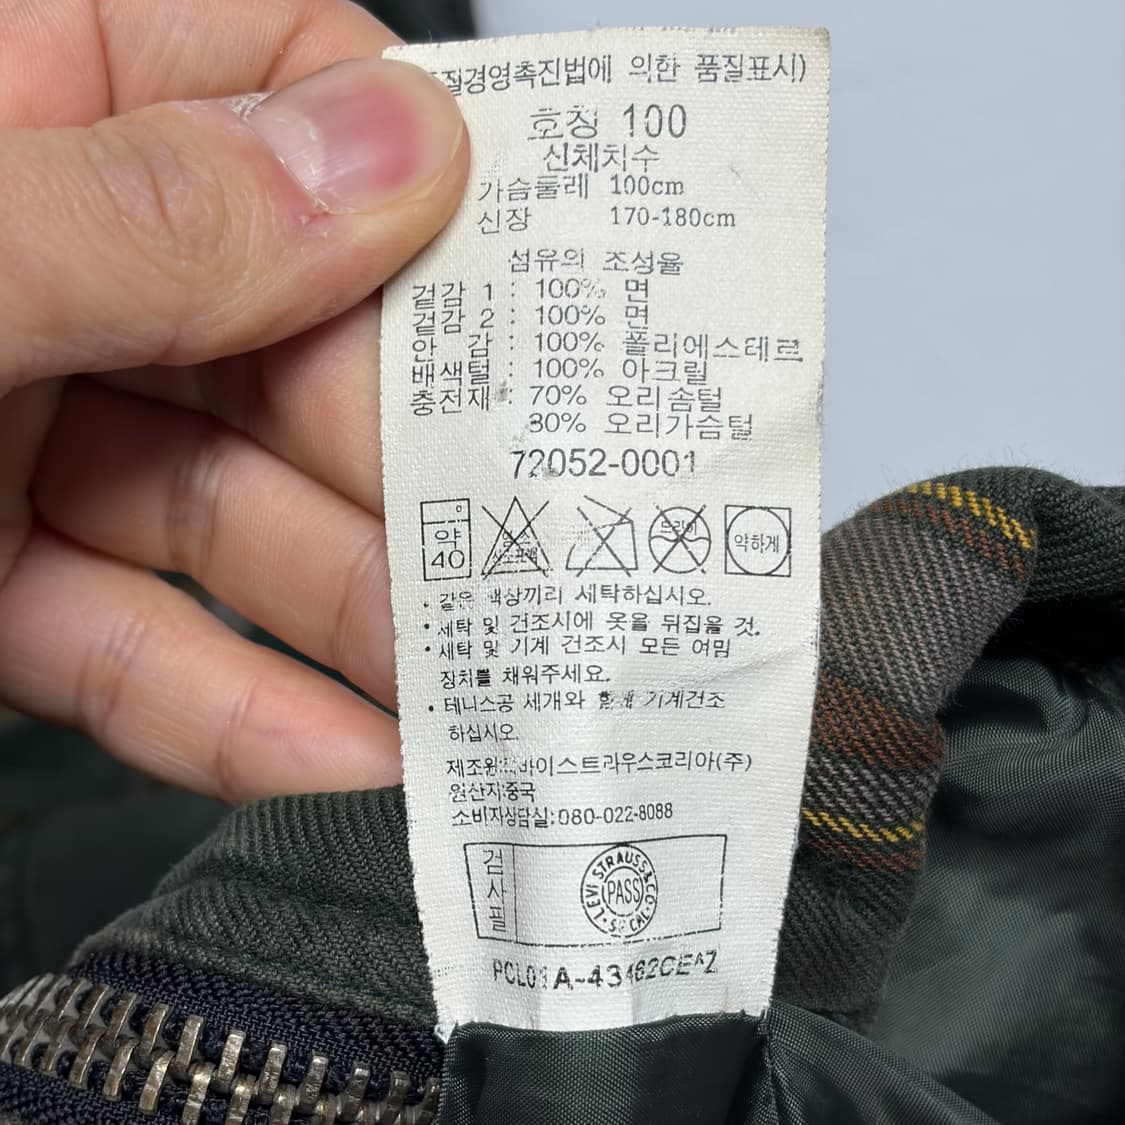 질경영촉진법에 의한 품질표시)
호칭 100
신체치수
가슴둘레 100cm
신장 170-180cm
섬유의 조성율
겉감 1 : 100% 면
겉감 2 : 100% 면
안 감 : 100% 폴리에스테르
배색털 : 100% 아크릴
충전재 : 70% 오리솜털
30% 오리가슴털
72052-0001
약
40
드라이
약하게
• 같은 색상끼리 세탁하십시오.
• 세탁 및 건조시에 옷을 뒤집을 것.
• 세탁 및 기계 건조시 모든 여밈
장치를 채워주세요.
• 테니스공 세개와 함께 기계건조
하십시오.
제조원 바이스트라우스코리아(주)
원산지:중국
소비자상담실:080-022-8088
검사필
LEVI STRAUSS & CO.
PASS